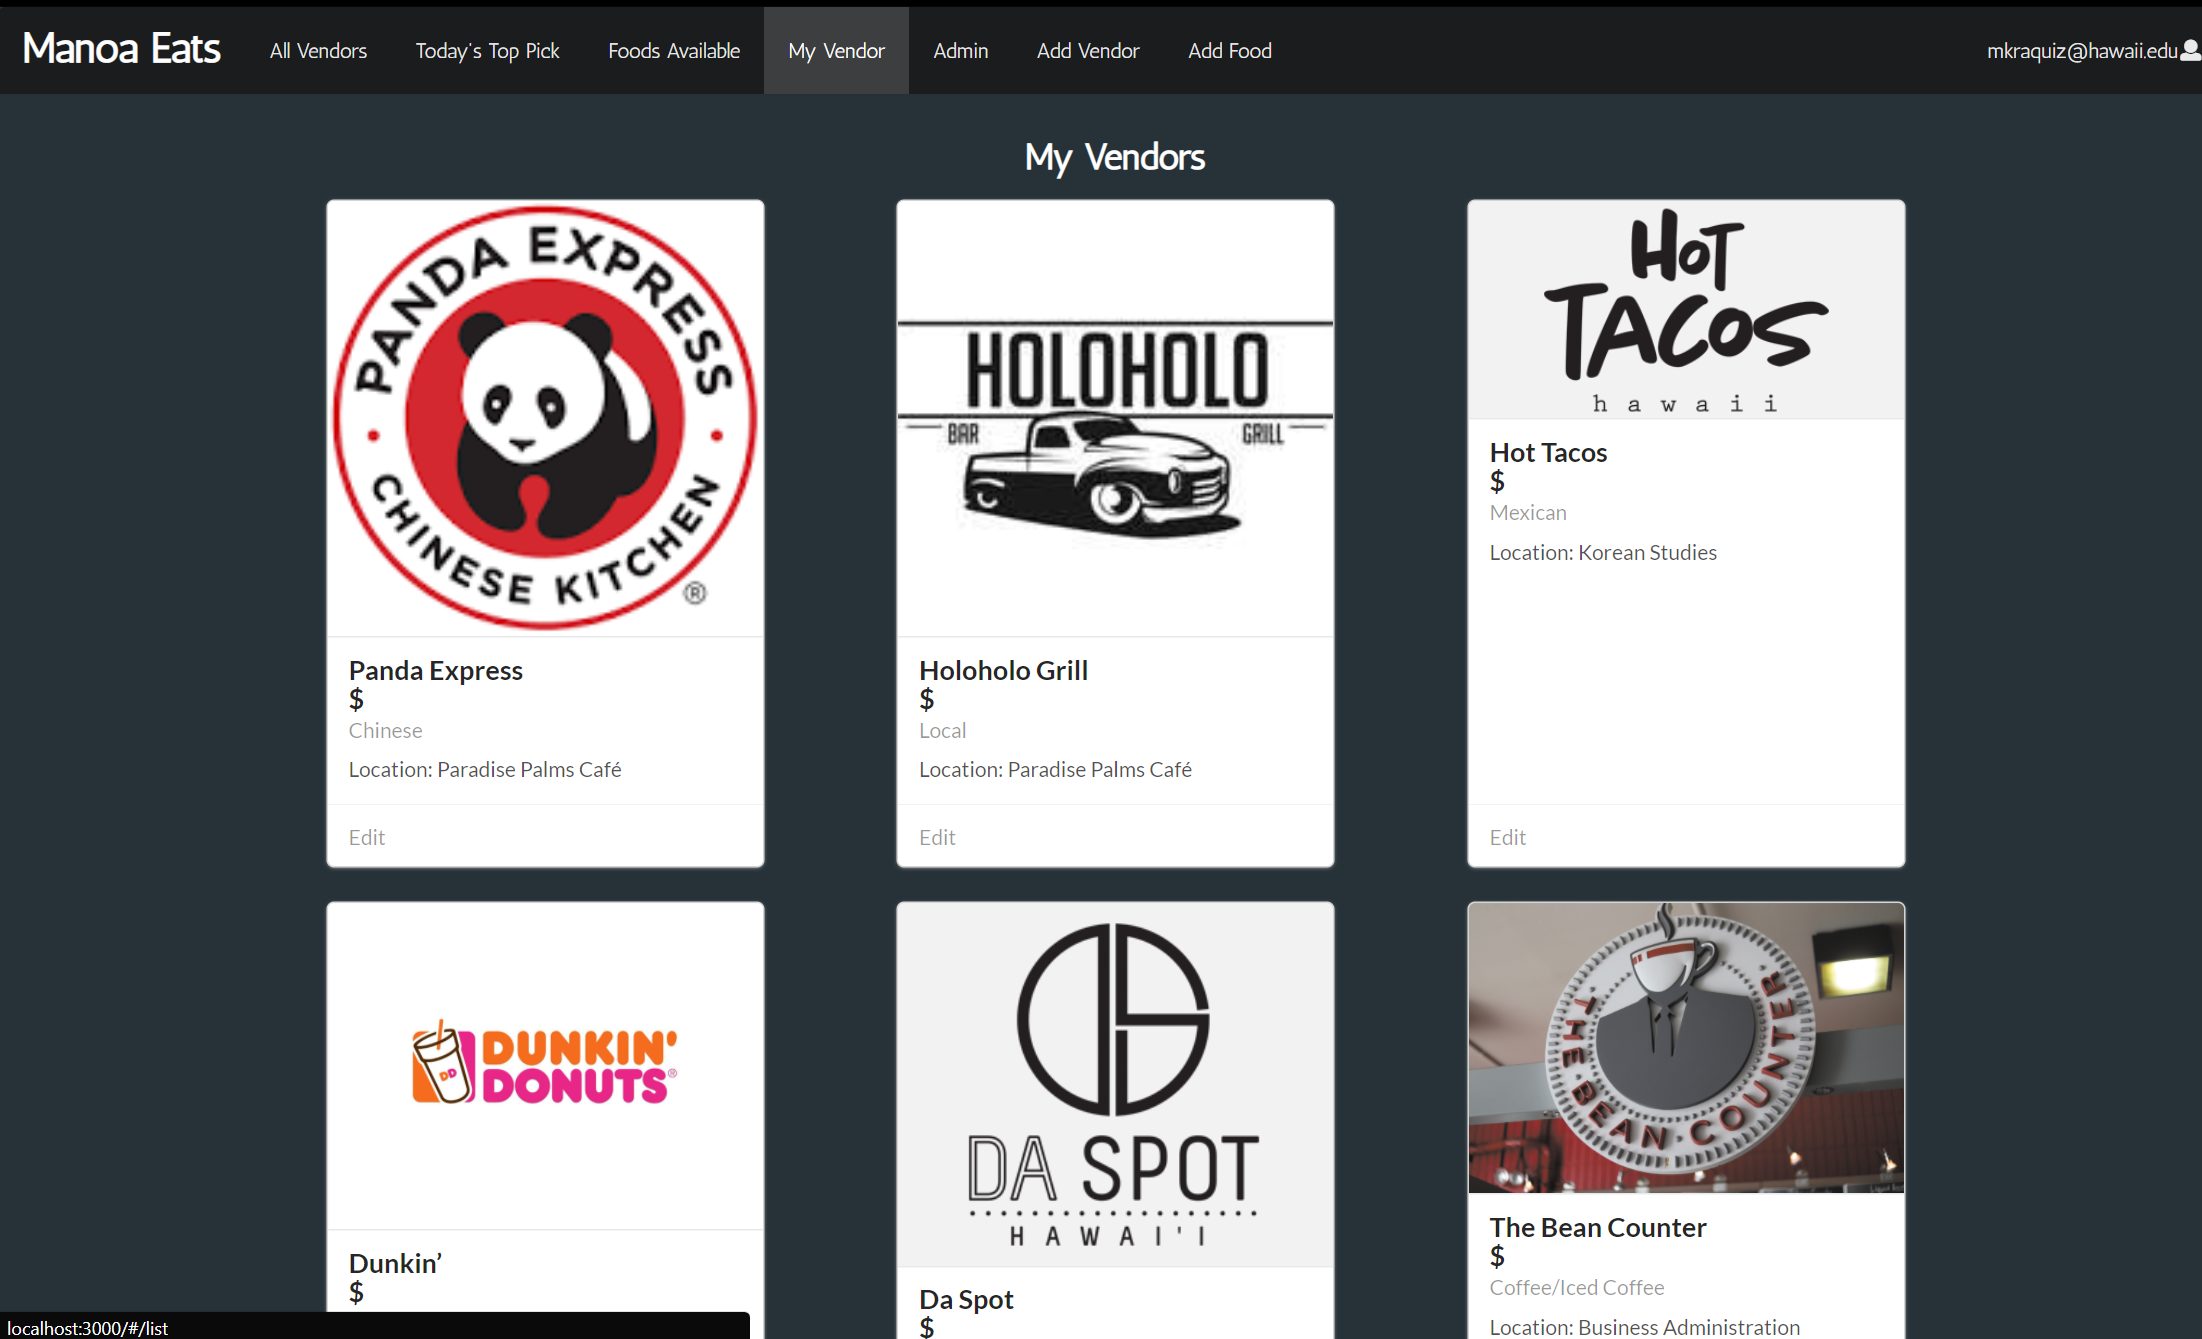 Manoa Eats All Vendors Today's Top Pick Foods Available My Vendor Admin Add Vendor Add Food mkraquiz@hawaii.edu
My Vendors
PANDA EXPRESS
CHINESE KITCHEN
®
Panda Express
$
Chinese
Location: Paradise Palms Café
Edit
HOLOHOLO
BAR GRILL
Holoholo Grill
$
Local
Location: Paradise Palms Café
Edit
HOT
TACOS
hawaii
Hot Tacos
$
Mexican
Location: Korean Studies
Edit
DD
DUNKIN'
DONUTS®
Dunkin’
$
DS
DA SPOT
HAWAI'I
Da Spot
$
THE BEAN COUNTER
The Bean Counter
$
Coffee/Iced Coffee
Location: Business Administration
localhost:3000/#/list